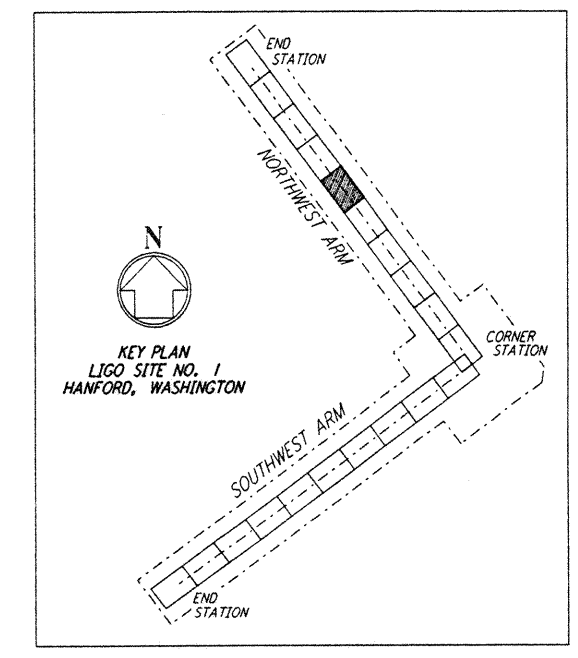 END
STATION
NORTHWEST ARM
N
KEY PLAN
LIGO SITE NO. 1
HANFORD, WASHINGTON
CORNER
STATION
SOUTHWEST ARM
END
STATION